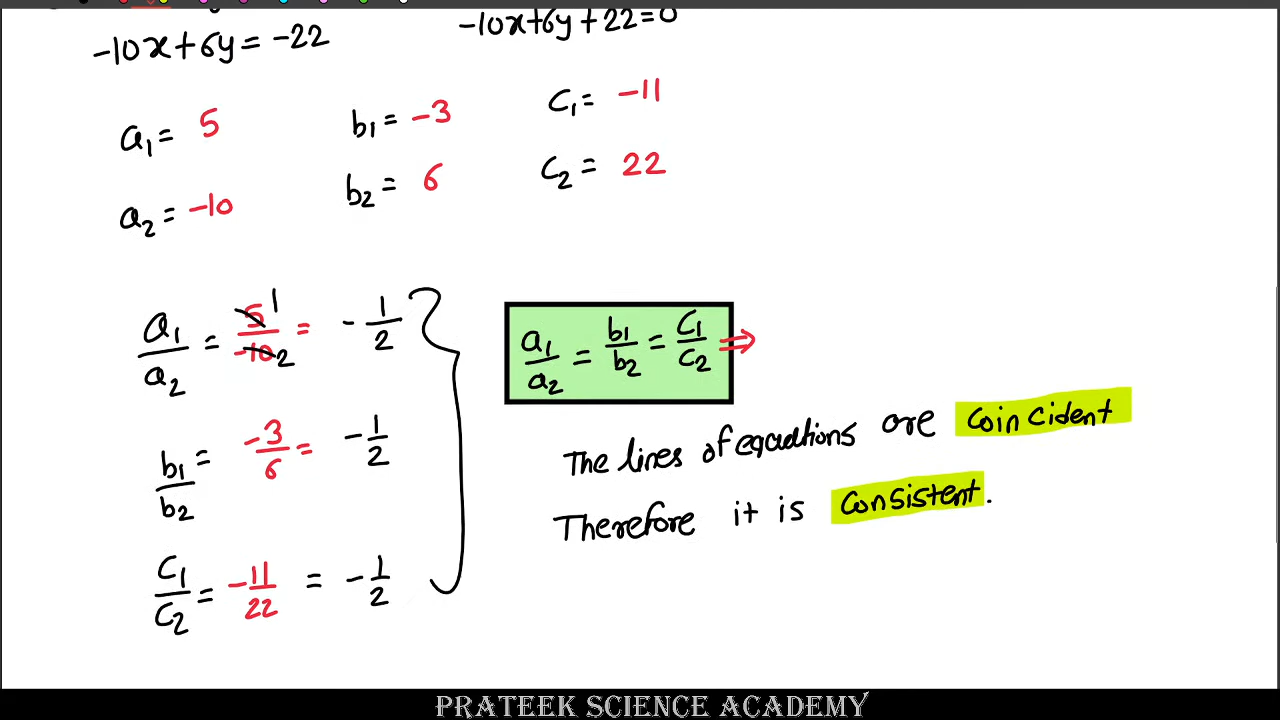 -10x+6y=-22
-10x+6y+22=0
a₁= 5
b₁= -3
C₁= -11
a₂= -10
b₂= 6
C₂= 22
a₁/a₂ = 5/-10 1/2 = -1/2
a₁/a₂ = b₁/b₂ = C₁/C₂ ⇒
b₁/b₂ = -3/6 = -1/2
The lines of equations are Coincident
Therefore it is Consistent.
C₁/C₂ = -11/22 = -1/2
PRATEEK SCIENCE ACADEMY